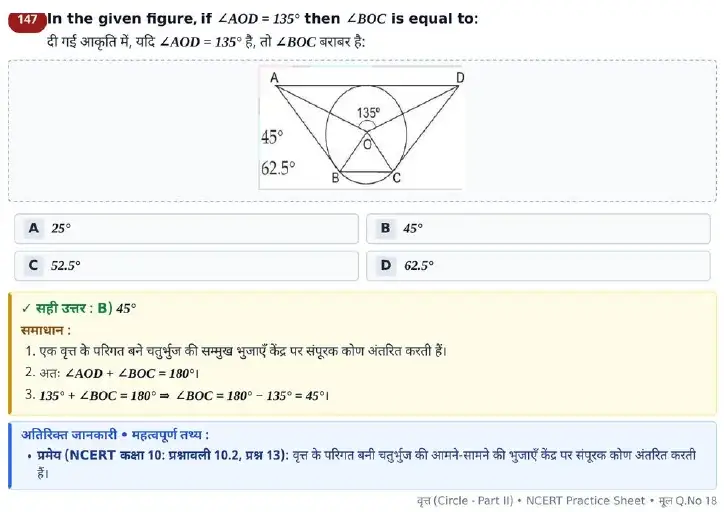 147 In the given figure, if ∠AOD = 135° then ∠BOC is equal to:
दी गई आकृति में, यदि ∠AOD = 135° है, तो ∠BOC बराबर है:
A D
135°
O
45°
62.5°
B C
A 25°
B 45°
C 52.5°
D 62.5°
✓ सही उत्तर : B) 45°
समाधान :
1. एक वृत्त के परिगत बने चतुर्भुज की सम्मुख भुजाएँ केंद्र पर संपूरक कोण अंतरित करती हैं।
2. अतः ∠AOD + ∠BOC = 180°।
3. 135° + ∠BOC = 180° ⇒ ∠BOC = 180° − 135° = 45°।
अतिरिक्त जानकारी • महत्वपूर्ण तथ्य :
• प्रमेय (NCERT कक्षा 10: प्रश्नावली 10.2, प्रश्न 13): वृत्त के परिगत बनी चतुर्भुज की आमने-सामने की भुजाएँ केंद्र पर संपूरक कोण अंतरित करती
हैं।
वृत्त (Circle - Part II) • NCERT Practice Sheet • मूल Q.No 18